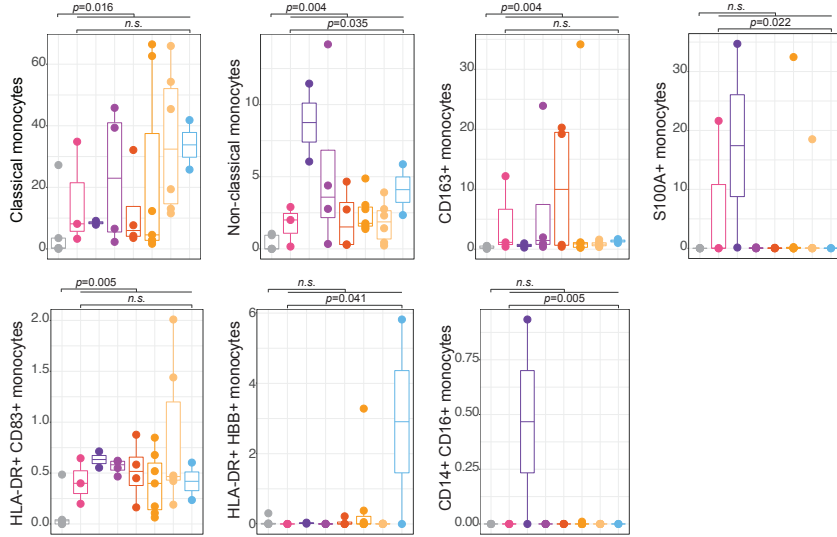 p=0.016
n.s.
Classical monocytes
60
40
20
0
p=0.004
p=0.035
Non-classical monocytes
10
5
0
p=0.004
n.s.
CD163+ monocytes
30
20
10
0
n.s.
p=0.022
S100A+ monocytes
30
20
10
0
p=0.005
n.s.
HLA-DR+ CD83+ monocytes
2.0
1.5
1.0
0.5
0.0
n.s.
p=0.041
HLA-DR+ HBB+ monocytes
6
4
2
0
n.s.
p=0.005
CD14+ CD16+ monocytes
0.75
0.50
0.25
0.00